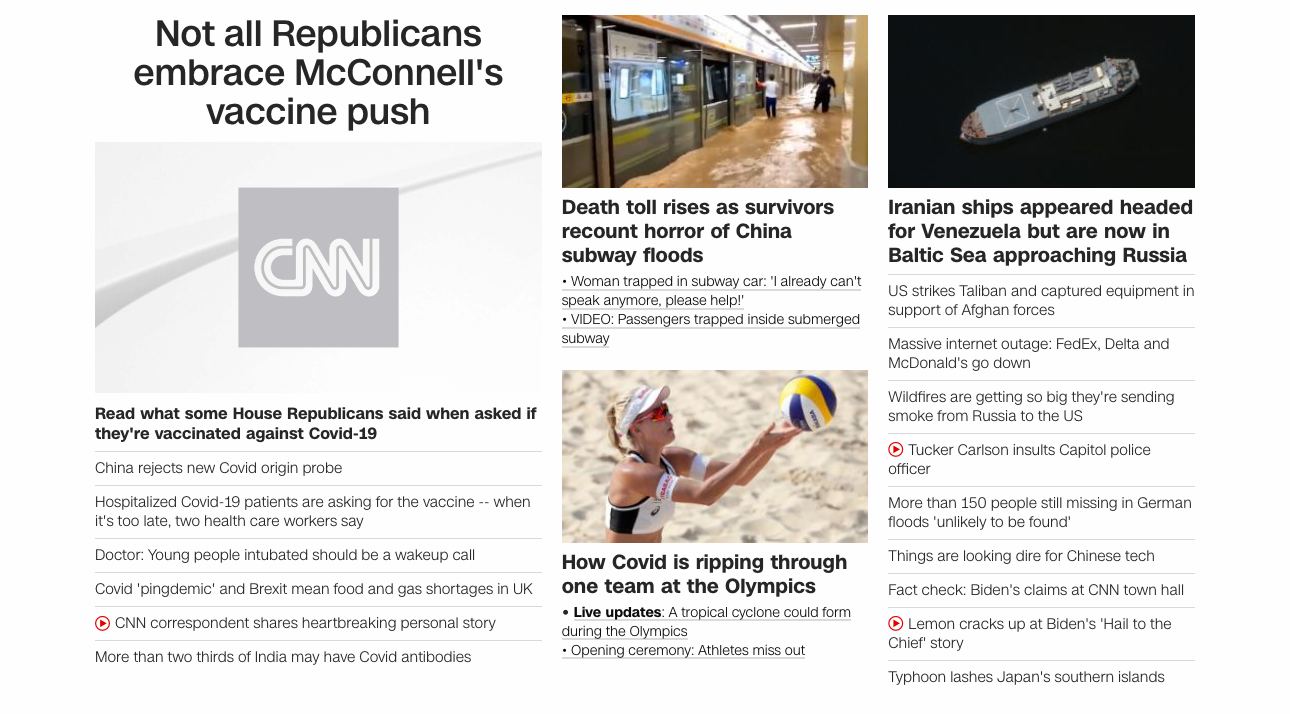 Not all Republicans
embrace McConnell's
vaccine push
CNN
Read what some House Republicans said when asked if
they're vaccinated against Covid-19
China rejects new Covid origin probe
Hospitalized Covid-19 patients are asking for the vaccine -- when
it's too late, two health care workers say
Doctor: Young people intubated should be a wakeup call
Covid 'pingdemic' and Brexit mean food and gas shortages in UK
CNN correspondent shares heartbreaking personal story
More than two thirds of India may have Covid antibodies
Death toll rises as survivors
recount horror of China
subway floods
• Woman trapped in subway car: 'I already can't
speak anymore, please help!'
• VIDEO: Passengers trapped inside submerged
subway
How Covid is ripping through
one team at the Olympics
• Live updates: A tropical cyclone could form
during the Olympics
• Opening ceremony: Athletes miss out
Iranian ships appeared headed
for Venezuela but are now in
Baltic Sea approaching Russia
US strikes Taliban and captured equipment in
support of Afghan forces
Massive internet outage: FedEx, Delta and
McDonald's go down
Wildfires are getting so big they're sending
smoke from Russia to the US
Tucker Carlson insults Capitol police
officer
More than 150 people still missing in German
floods 'unlikely to be found'
Things are looking dire for Chinese tech
Fact check: Biden's claims at CNN town hall
Lemon cracks up at Biden's 'Hail to the
Chief' story
Typhoon lashes Japan's southern islands